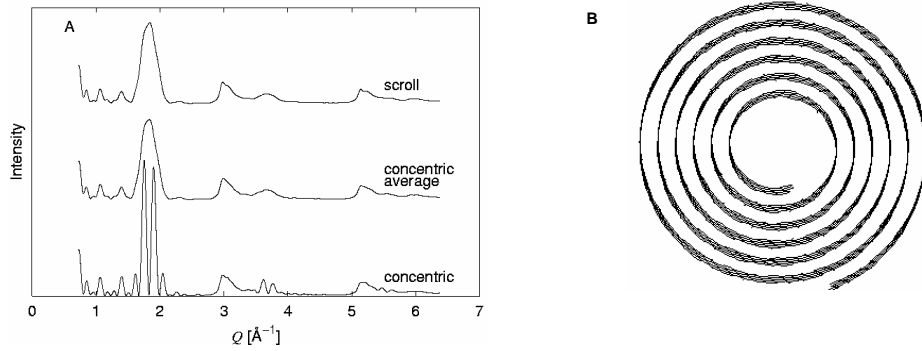 A
B
scroll
concentric
average
concentric
Intensity
0 1 2 3 4 5 6 7
Q [Å⁻¹]